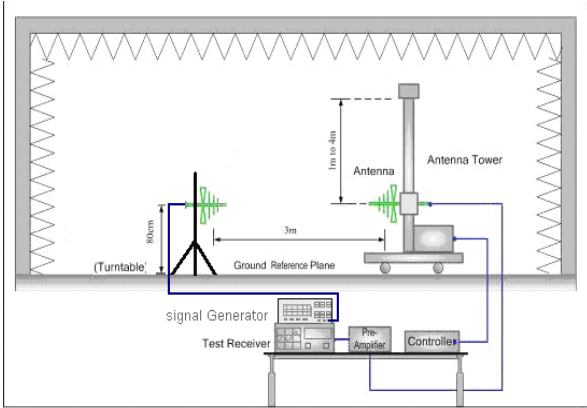 1m to 4m
Antenna
Antenna Tower
80cm
3m
(Turntable)
Ground Reference Plane
signal Generator
Test Receiver
Pre-
Amplifier
Controller